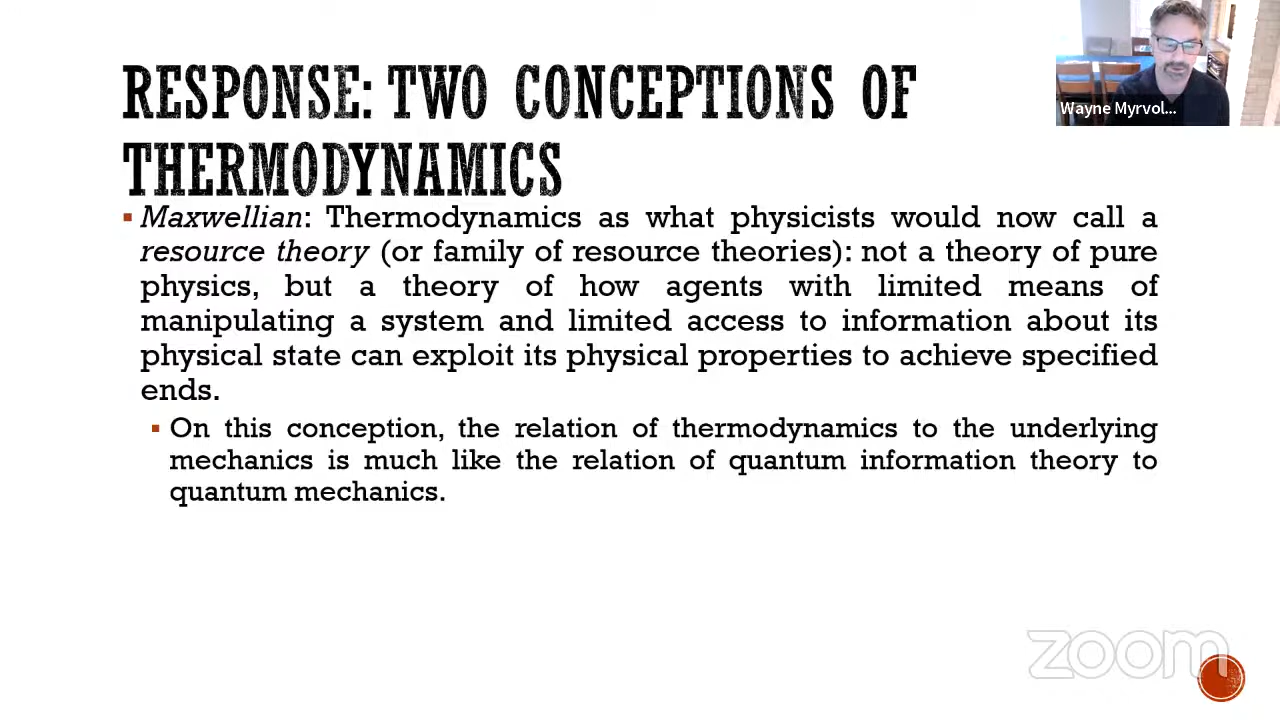 RESPONSE: TWO CONCEPTIONS OF
THERMODYNAMICS
Wayne Myrvol...
▪ Maxwellian: Thermodynamics as what physicists would now call a
resource theory (or family of resource theories): not a theory of pure
physics, but a theory of how agents with limited means of
manipulating a system and limited access to information about its
physical state can exploit its physical properties to achieve specified
ends.
▪ On this conception, the relation of thermodynamics to the underlying
mechanics is much like the relation of quantum information theory to
quantum mechanics.
zoom